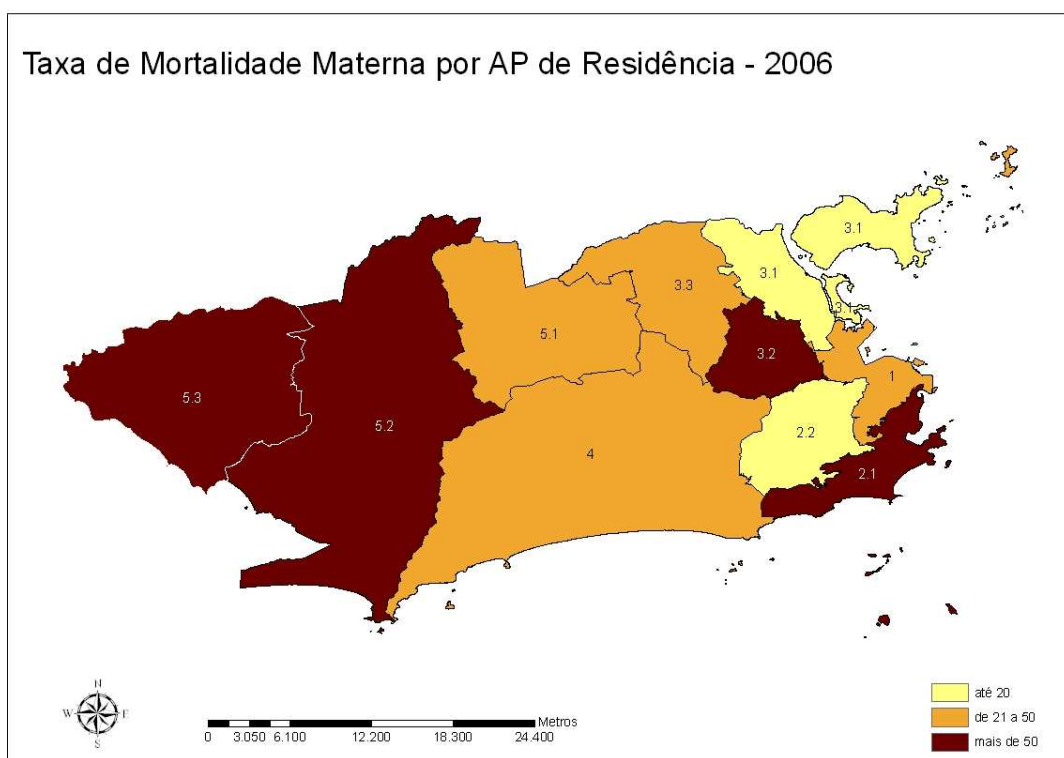 Taxa de Mortalidade Materna por AP de Residência - 2006
3.1
3.1
3.3
3.1
5.1
3.2
1
5.3
5.2
2.2
4
2.1
N
W
E
S
Metros
0 3.050 6.100 12.200 18.300 24.400
até 20
de 21 a 50
mais de 50